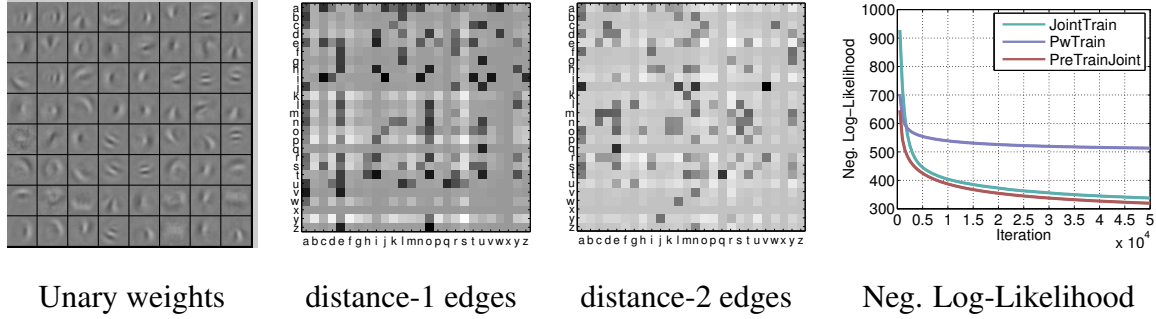 a
b
c
d
e
f
g
h
i
j
k
l
m
n
o
p
q
r
s
t
u
v
w
x
y
z
a b c d e f g h i j k l m n o p q r s t u v w x y z
a
b
c
d
e
f
g
h
i
j
k
l
m
n
o
p
q
r
s
t
u
v
w
x
y
z
a b c d e f g h i j k l m n o p q r s t u v w x y z
Neg. Log-Likelihood
1000
900
800
700
600
500
400
300
JointTrain
PwTrain
PreTrainJoint
0 0.5 1 1.5 2 2.5 3 3.5 4 4.5 5
Iteration
x 10^4
Unary weights
distance-1 edges
distance-2 edges
Neg. Log-Likelihood